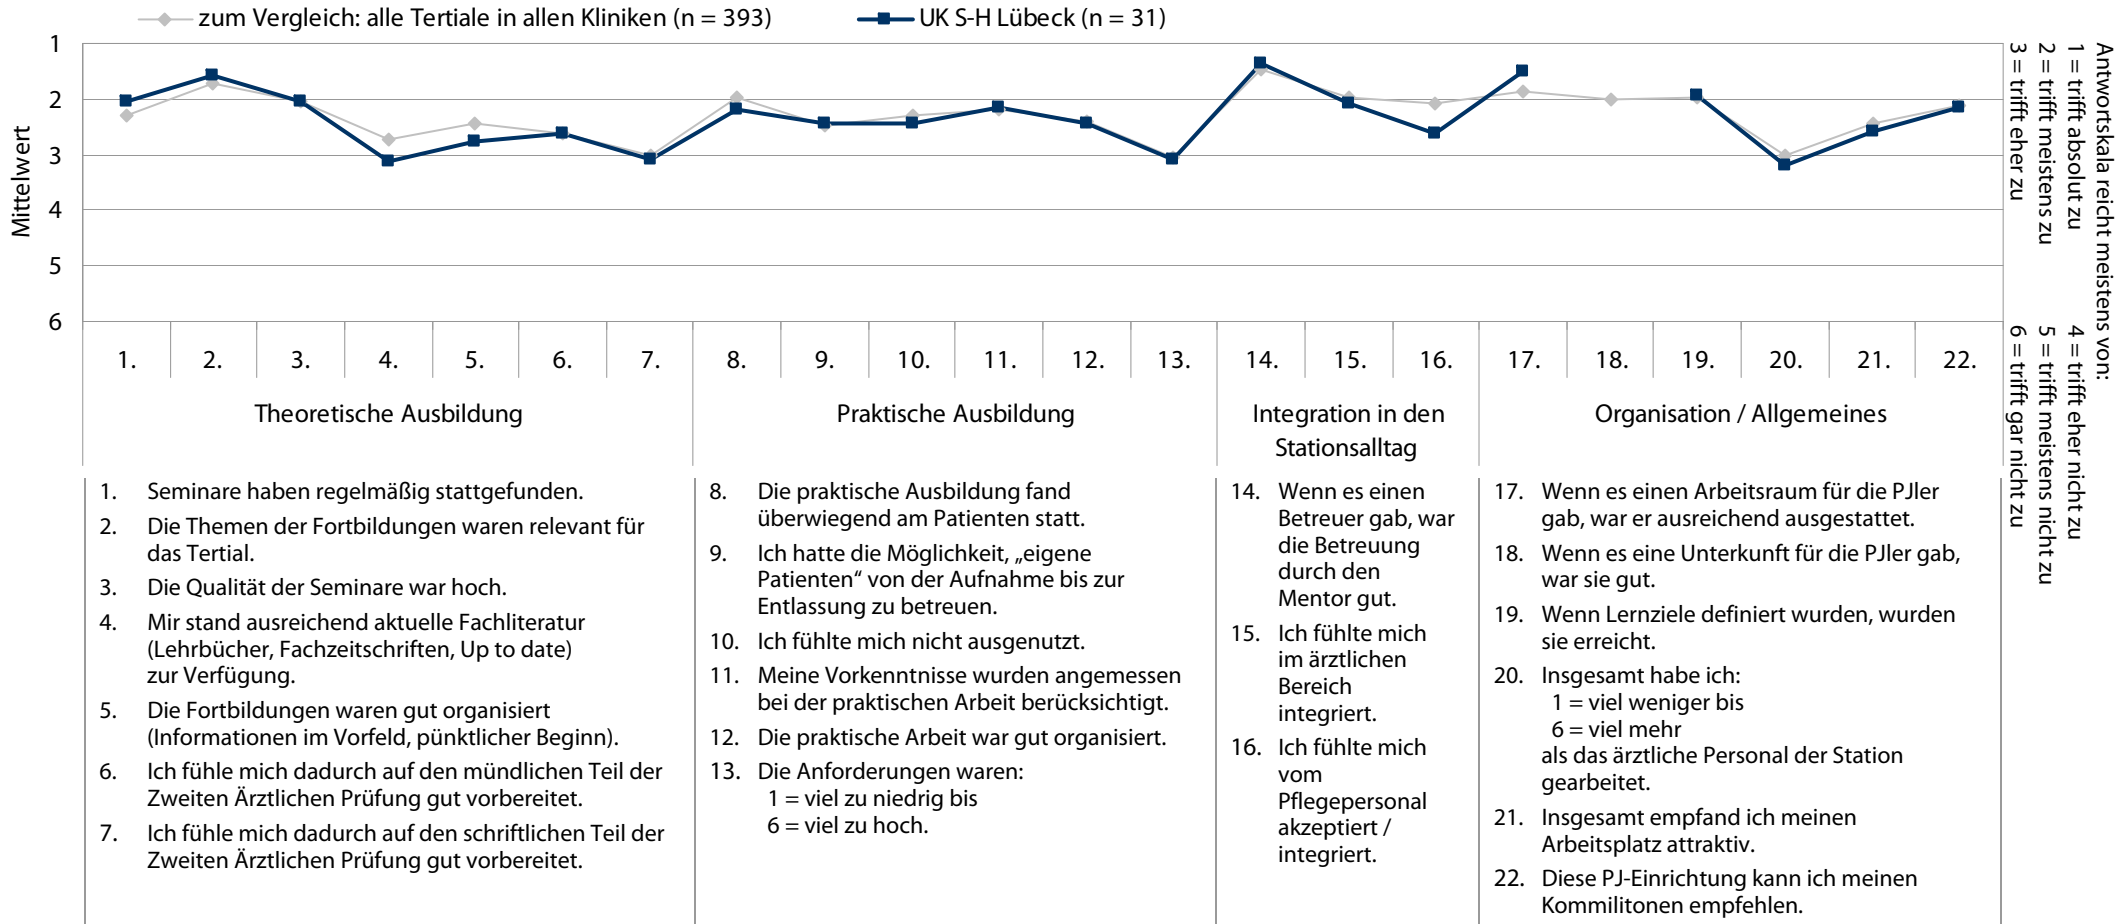 zum Vergleich: alle Tertiale in allen Kliniken (n = 393)
UK S-H Lübeck (n = 31)
Mittelwert
1
2
3
4
5
6
1. 2. 3. 4. 5. 6. 7. 8. 9. 10. 11. 12. 13. 14. 15. 16. 17. 18. 19. 20. 21. 22.
Theoretische Ausbildung
Praktische Ausbildung
Integration in den
Stationsalltag
Organisation / Allgemeines
Antwortskala reicht meistens von:
1 = trifft absolut zu
2 = trifft meistens zu
3 = trifft eher zu
4 = trifft eher nicht zu
5 = trifft meistens nicht zu
6 = trifft gar nicht zu
1. Seminare haben regelmäßig stattgefunden.
2. Die Themen der Fortbildungen waren relevant für
das Tertial.
3. Die Qualität der Seminare war hoch.
4. Mir stand ausreichend aktuelle Fachliteratur
(Lehrbücher, Fachzeitschriften, Up to date)
zur Verfügung.
5. Die Fortbildungen waren gut organisiert
(Informationen im Vorfeld, pünktlicher Beginn).
6. Ich fühle mich dadurch auf den mündlichen Teil der
Zweiten Ärztlichen Prüfung gut vorbereitet.
7. Ich fühle mich dadurch auf den schriftlichen Teil der
Zweiten Ärztlichen Prüfung gut vorbereitet.
8. Die praktische Ausbildung fand
überwiegend am Patienten statt.
9. Ich hatte die Möglichkeit, „eigene
Patienten“ von der Aufnahme bis zur
Entlassung zu betreuen.
10. Ich fühlte mich nicht ausgenutzt.
11. Meine Vorkenntnisse wurden angemessen
bei der praktischen Arbeit berücksichtigt.
12. Die praktische Arbeit war gut organisiert.
13. Die Anforderungen waren:
1 = viel zu niedrig bis
6 = viel zu hoch.
14. Wenn es einen
Betreuer gab, war
die Betreuung
durch den
Mentor gut.
15. Ich fühlte mich
im ärztlichen
Bereich
integriert.
16. Ich fühlte mich
vom
Pflegepersonal
akzeptiert /
integriert.
17. Wenn es einen Arbeitsraum für die PJler
gab, war er ausreichend ausgestattet.
18. Wenn es eine Unterkunft für die PJler gab,
war sie gut.
19. Wenn Lernziele definiert wurden, wurden
sie erreicht.
20. Insgesamt habe ich:
1 = viel weniger bis
6 = viel mehr
als das ärztliche Personal der Station
gearbeitet.
21. Insgesamt empfand ich meinen
Arbeitsplatz attraktiv.
22. Diese PJ-Einrichtung kann ich meinen
Kommilitonen empfehlen.